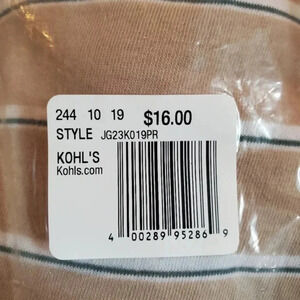 244 10 19 $16.00
STYLE JG23K019PR
KOHL'S
Kohls.com
4 00289 95286 9